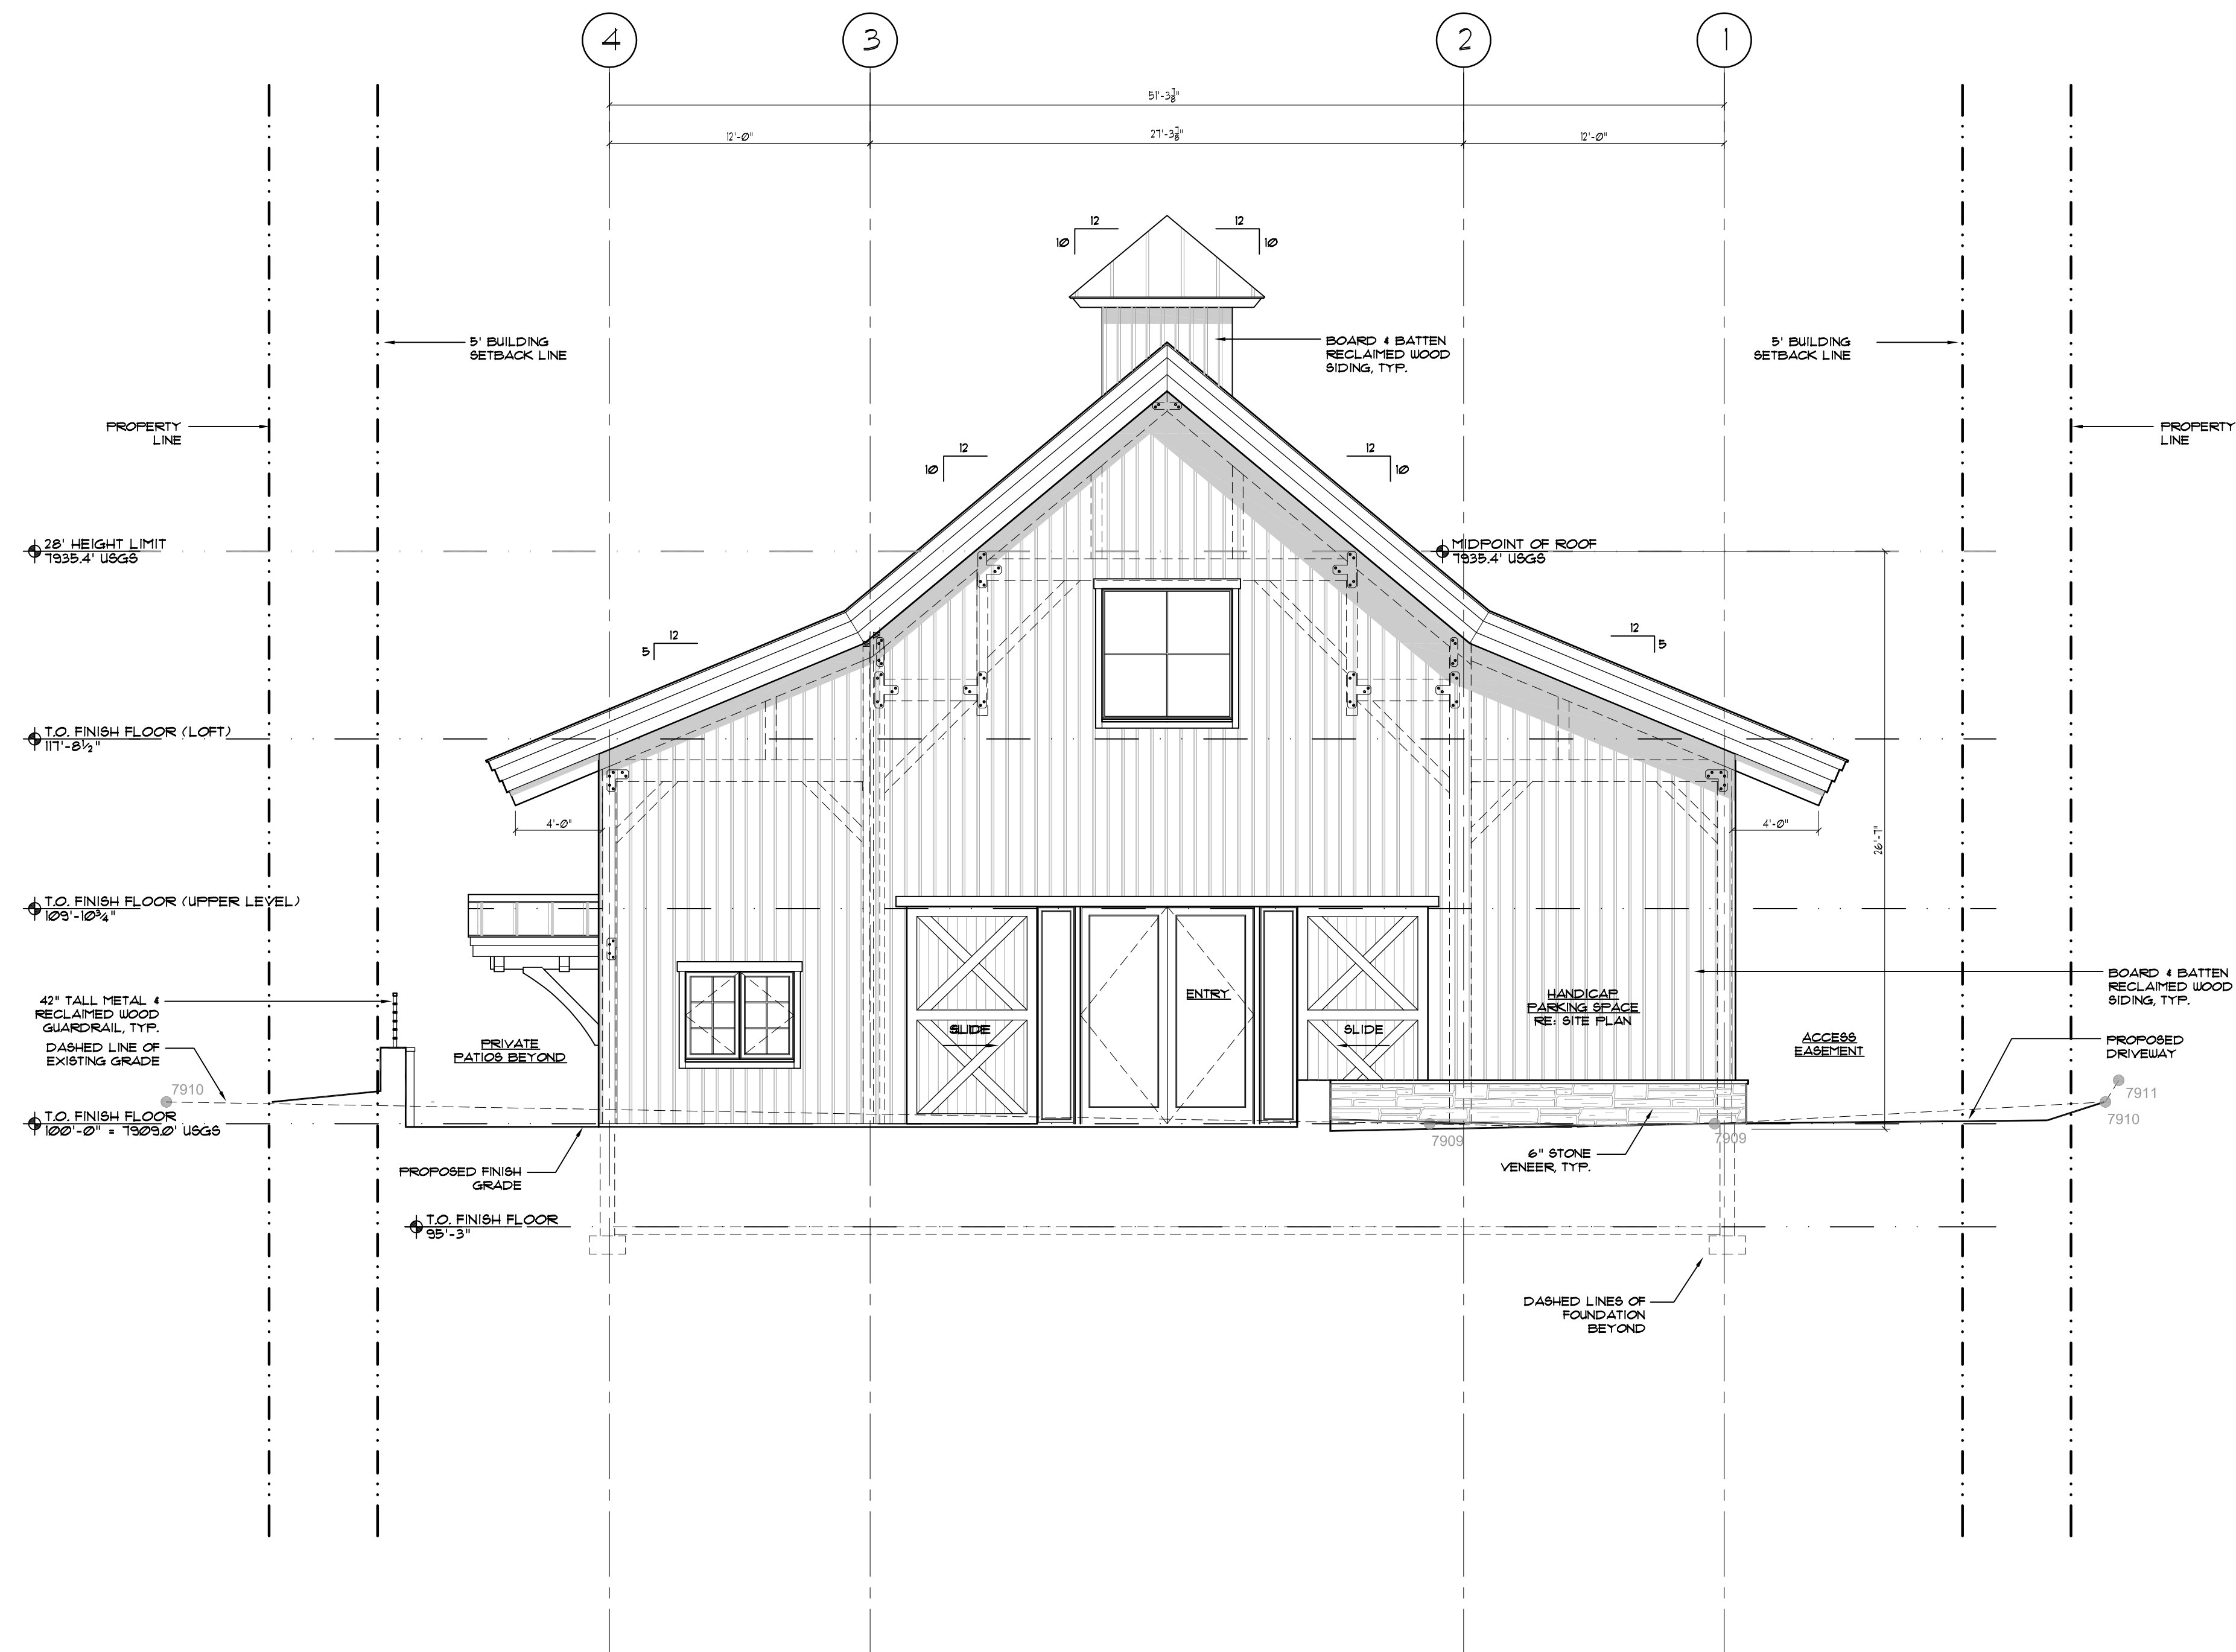 4
3
2
1
51'-3 7/8"
12'-0"
27'-3 7/8"
12'-0"
12
10
12
10
5' BUILDING
SETBACK LINE
BOARD & BATTEN
RECLAIMED WOOD
SIDING, TYP.
5' BUILDING
SETBACK LINE
PROPERTY
LINE
PROPERTY
LINE
12
10
12
10
28' HEIGHT LIMIT
7935.4' USGS
MIDPOINT OF ROOF
7935.4' USGS
12
5
12
5
T.O. FINISH FLOOR (LOFT)
117'-8 1/2"
4'-0"
4'-0"
26'-7"
T.O. FINISH FLOOR (UPPER LEVEL)
109'-10 3/4"
42" TALL METAL &
RECLAIMED WOOD
GUARDRAIL, TYP.
DASHED LINE OF
EXISTING GRADE
PRIVATE
PATIOS BEYOND
ENTRY
SLIDE
SLIDE
HANDICAP
PARKING SPACE
RE: SITE PLAN
BOARD & BATTEN
RECLAIMED WOOD
SIDING, TYP.
ACCESS
EASEMENT
PROPOSED
DRIVEWAY
7910
7911
7910
T.O. FINISH FLOOR
100'-0" = 7909.0' USGS
7909
7909
6" STONE
VENEER, TYP.
PROPOSED FINISH
GRADE
T.O. FINISH FLOOR
95'-3"
DASHED LINES OF
FOUNDATION
BEYOND